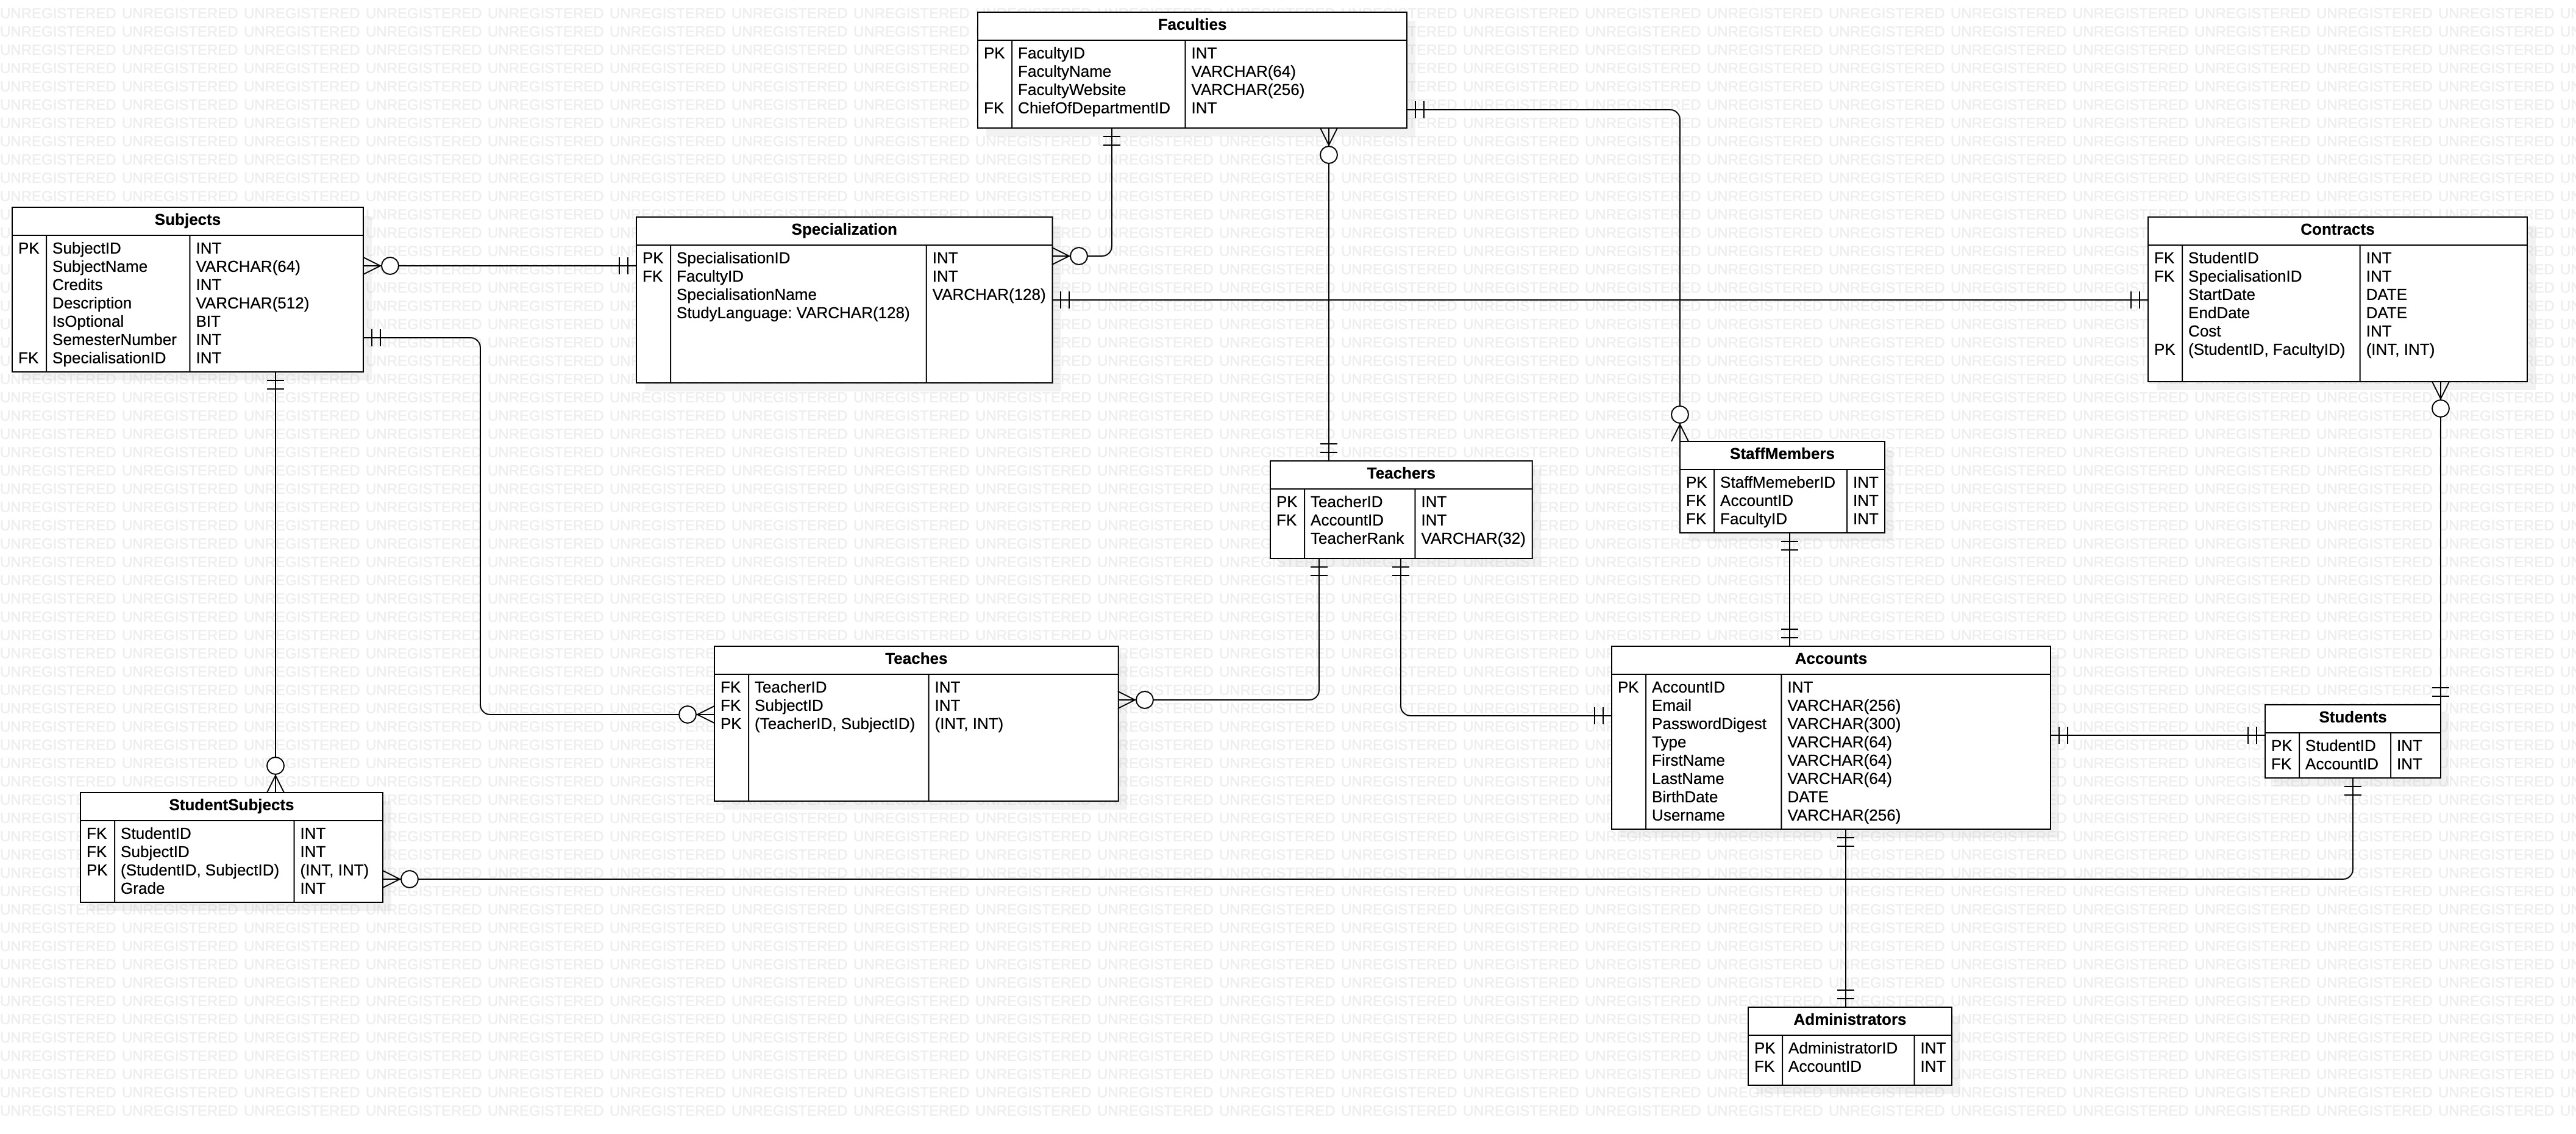 Faculties
PK FacultyID INT
FacultyName VARCHAR(64)
FacultyWebsite VARCHAR(256)
FK ChiefOfDepartmentID INT
Subjects
PK SubjectID INT
SubjectName VARCHAR(64)
Credits INT
Description VARCHAR(512)
IsOptional BIT
SemesterNumber INT
FK SpecialisationID INT
Specialization
PK SpecialisationID INT
FK FacultyID INT
SpecialisationName VARCHAR(128)
StudyLanguage: VARCHAR(128)
Contracts
FK StudentID INT
FK SpecialisationID INT
StartDate DATE
EndDate DATE
Cost INT
PK (StudentID, FacultyID) (INT, INT)
Teachers
PK TeacherID INT
FK AccountID INT
TeacherRank VARCHAR(32)
StaffMembers
PK StaffMemeberID INT
FK AccountID INT
FK FacultyID INT
Teaches
FK TeacherID INT
FK SubjectID INT
PK (TeacherID, SubjectID) (INT, INT)
Accounts
PK AccountID INT
Email VARCHAR(256)
PasswordDigest VARCHAR(300)
Type VARCHAR(64)
FirstName VARCHAR(64)
LastName VARCHAR(64)
BirthDate DATE
Username VARCHAR(256)
Students
PK StudentID INT
FK AccountID INT
StudentSubjects
FK StudentID INT
FK SubjectID INT
PK (StudentID, SubjectID) (INT, INT)
Grade INT
Administrators
PK AdministratorID INT
FK AccountID INT
UNREGISTERED